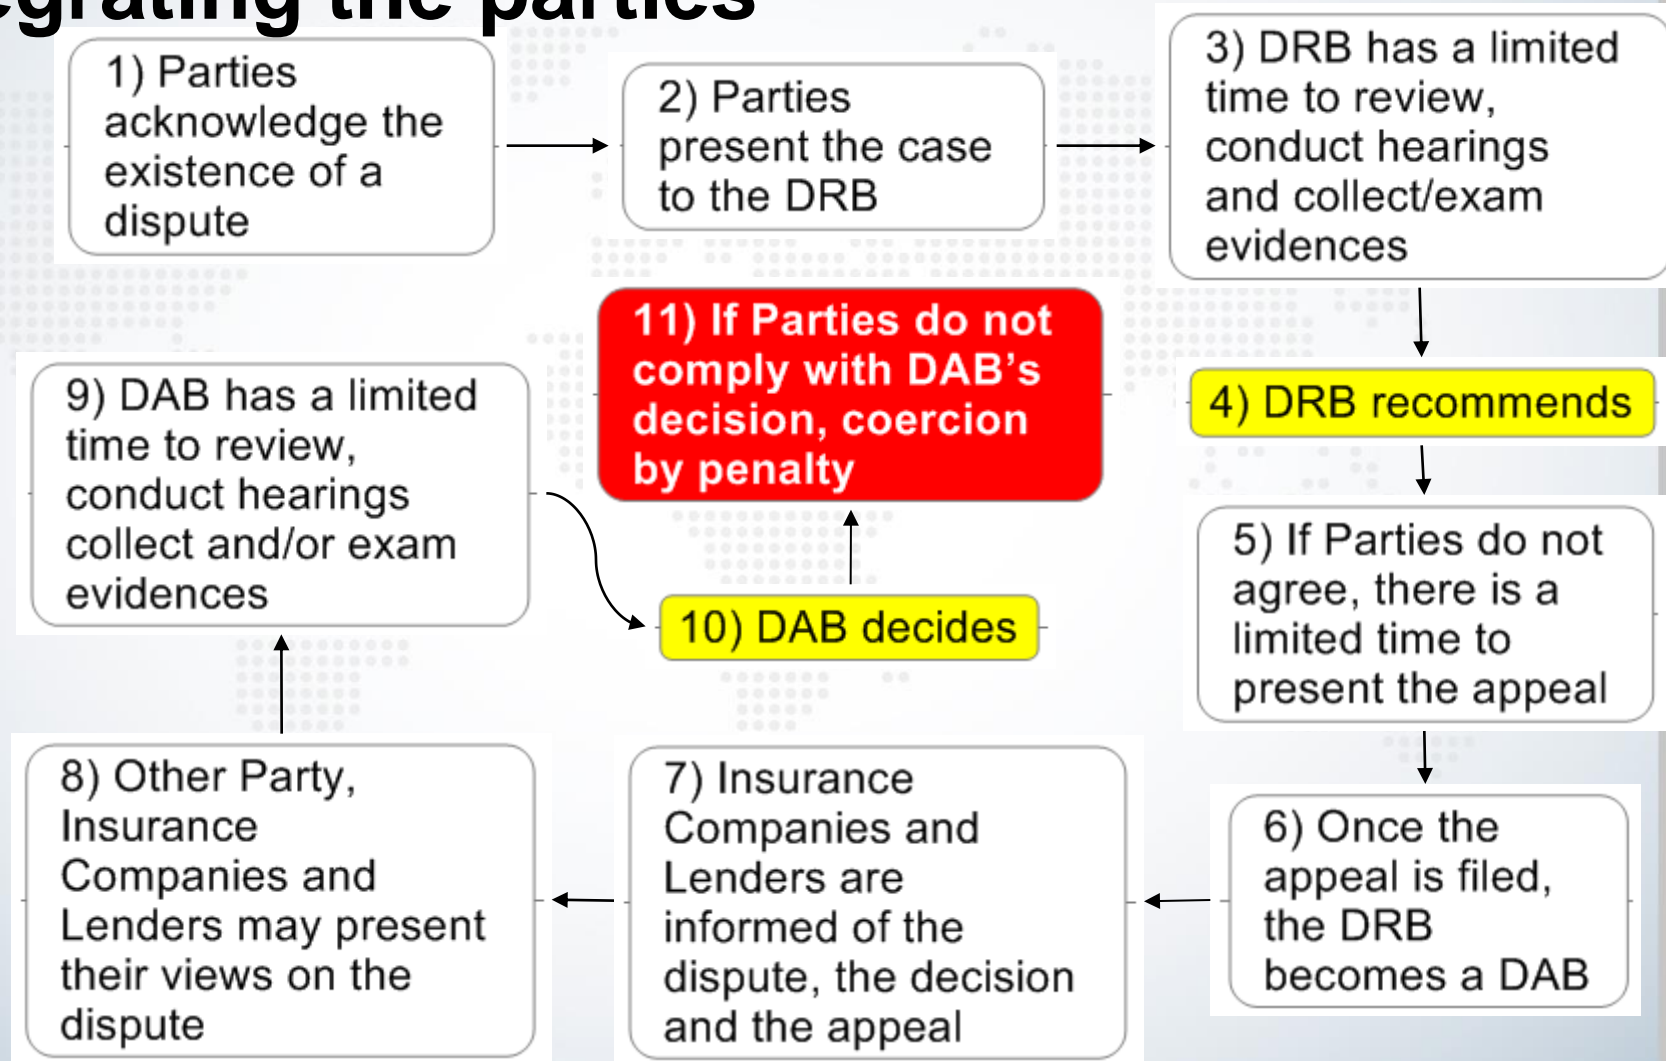 egrating the parties
1) Parties
acknowledge the
existence of a
dispute
2) Parties
present the case
to the DRB
3) DRB has a limited
time to review,
conduct hearings
and collect/exam
evidences
4) DRB recommends
5) If Parties do not
agree, there is a
limited time to
present the appeal
6) Once the
appeal is filed,
the DRB
becomes a DAB
7) Insurance
Companies and
Lenders are
informed of the
dispute, the decision
and the appeal
8) Other Party,
Insurance
Companies and
Lenders may present
their views on the
dispute
9) DAB has a limited
time to review,
conduct hearings
collect and/or exam
evidences
10) DAB decides
11) If Parties do not
comply with DAB’s
decision, coercion
by penalty